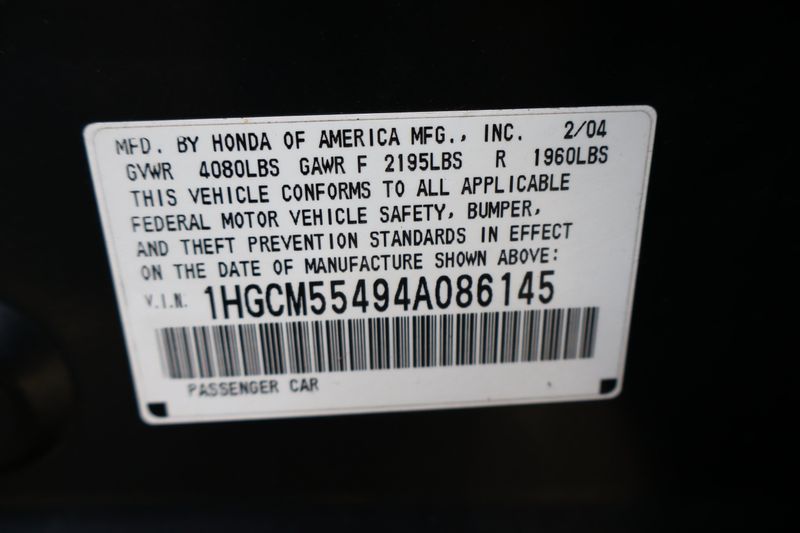 MFD. BY HONDA OF AMERICA MFG., INC. 2/04
GVWR 4080LBS GAWR F 2195LBS R 1960LBS
THIS VEHICLE CONFORMS TO ALL APPLICABLE
FEDERAL MOTOR VEHICLE SAFETY, BUMPER,
AND THEFT PREVENTION STANDARDS IN EFFECT
ON THE DATE OF MANUFACTURE SHOWN ABOVE:
V.I.N. 1HGCM55494A086145
PASSENGER CAR